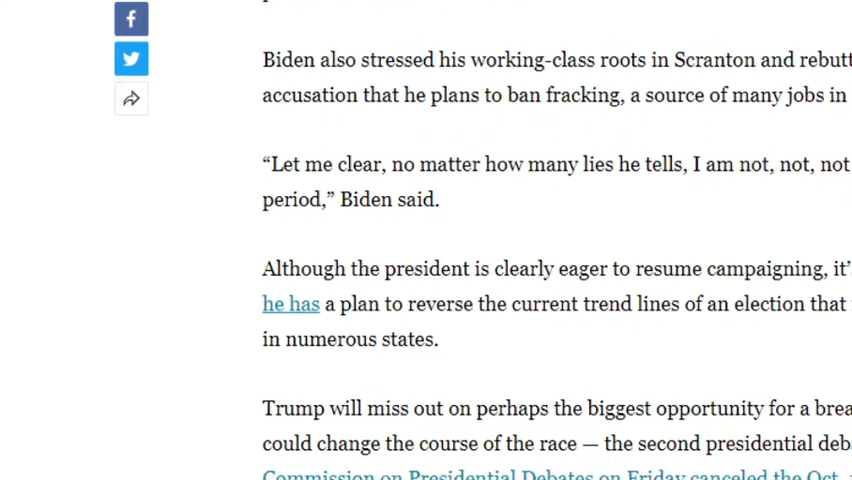 Biden also stressed his working-class roots in Scranton and
accusation that he plans to ban fracking, a source of many jobs in
“Let me clear, no matter how many lies he tells, I am not, not, not
period,” Biden said.
Although the president is clearly eager to resume campaigning,
he has a plan to reverse the current trend lines of an election that
in numerous states.
Trump will miss out on perhaps the biggest opportunity for a
could change the course of the race — the second presidential
Commission on Presidential Debates on Friday canceled the Oct.